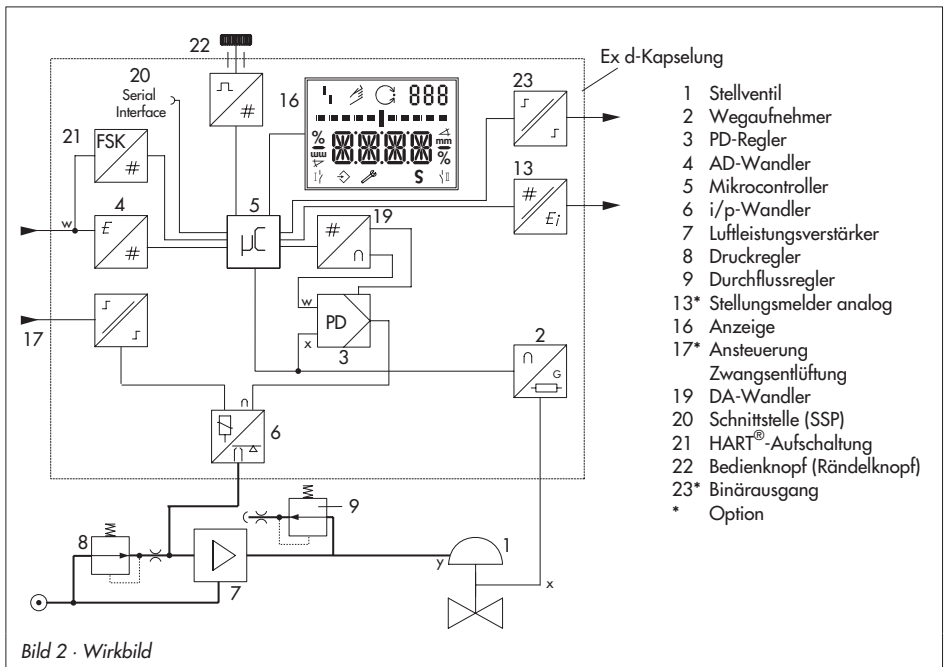 22
Ex d-Kapselung
20
Serial
Interface
21
FSK
#
#
16
888
%
mm
mm
%
S
23
13
#
E i
w
4
E
#
5
µC
19
#
∩
w
PD
x
3
17
2
∩
G
∩
6
∩
8
9
7
1
y
x
1 Stellventil
2 Wegaufnehmer
3 PD-Regler
4 AD-Wandler
5 Mikrocontroller
6 i/p-Wandler
7 Luftleistungsverstärker
8 Druckregler
9 Durchflussregler
13* Stellungsmelder analog
16 Anzeige
17* Ansteuerung
Zwangsentlüftung
19 DA-Wandler
20 Schnittstelle (SSP)
21 HART®-Aufschaltung
22 Bedienknopf (Rändelknopf)
23* Binärausgang
* Option
Bild 2 · Wirkbild